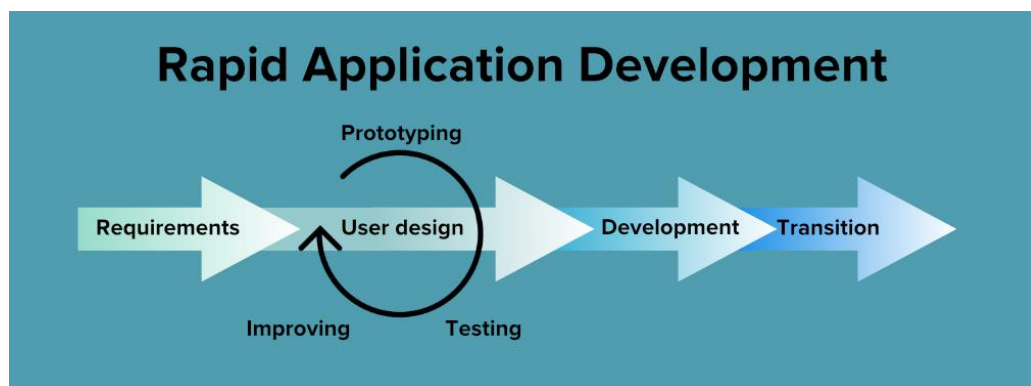 Rapid Application Development
Prototyping
Requirements
User design
Development
Transition
Improving
Testing